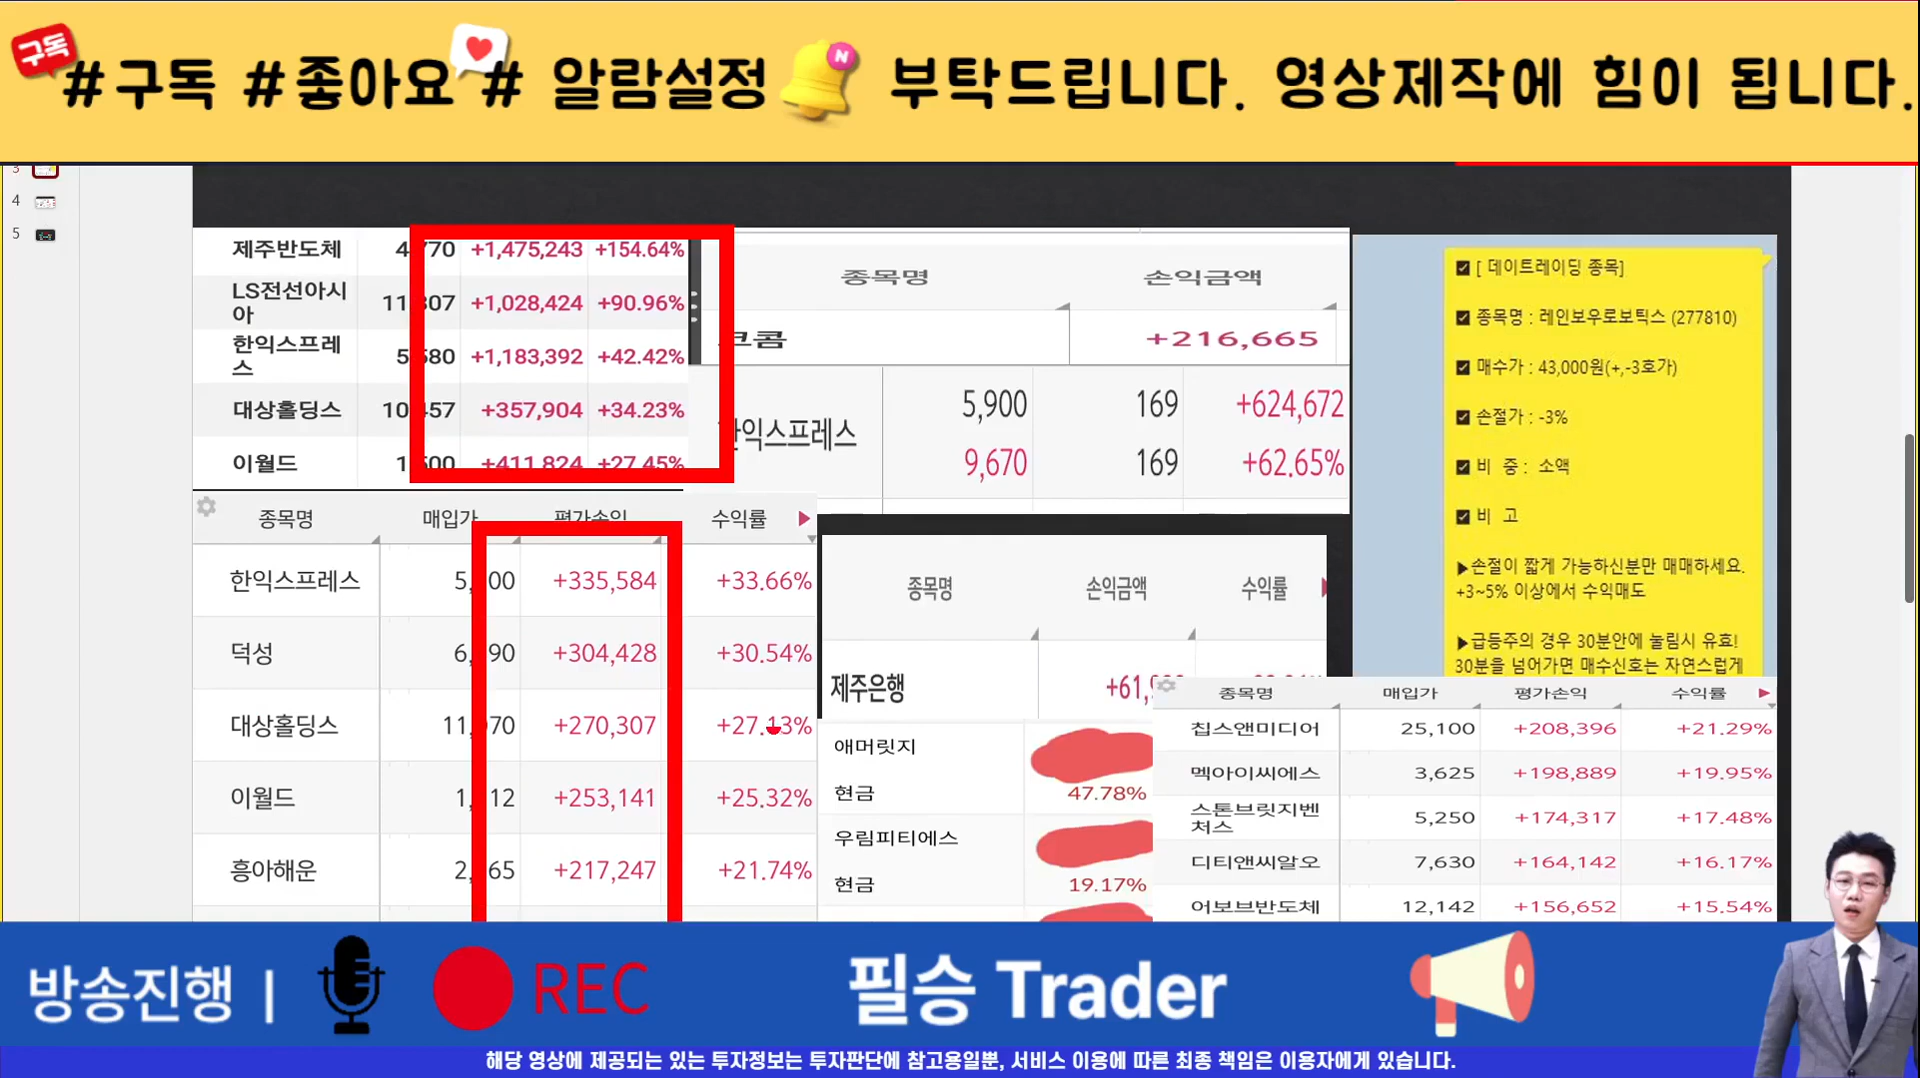 구독
#구독 #좋아요 # 알람설정 N 부탁드립니다. 영상제작에 힘이 됩니다.
3
4
5
제주반도체 +1,475,243 +154.64%
LS전선아시아 +1,028,424 +90.96%
한익스프레스 +1,183,392 +42.42%
대상홀딩스 +357,904 +34.23%
이월드 +411,824 +27.45%
종목명 손익금액
코콤 +216,665
한익스프레스 5,900 169 +624,672
9,670 169 +62.65%
☑ [ 데이트레이딩 종목]
☑ 종목명 : 레인보우로보틱스 (277810)
☑ 매수가 : 43,000원(+,-3호가)
☑ 손절가 : -3%
☑ 비 중 : 소액
☑ 비 고
▶손절이 짧게 가능하신분만 매매하세요.
+3~5% 이상에서 수익매도
▶급등주의 경우 30분안에 눌림시 유효!
30분을 넘어가면 매수신호는 자연스럽게
종목명 매입가 평가손익 수익률
한익스프레스 +335,584 +33.66%
덕성 +304,428 +30.54%
대상홀딩스 +270,307 +27.13%
이월드 +253,141 +25.32%
흥아해운 +217,247 +21.74%
종목명 손익금액 수익률
제주은행
애머릿지
현금 47.78%
우림피티에스
현금 19.17%
종목명 매입가 평가손익 수익률
칩스앤미디어 25,100 +208,396 +21.29%
멕아이씨에스 3,625 +198,889 +19.95%
스톤브릿지벤처스 5,250 +174,317 +17.48%
디티앤씨알오 7,630 +164,142 +16.17%
어보브반도체 12,142 +156,652 +15.54%
방송진행 | REC 필승 Trader
해당 영상에 제공되는 있는 투자정보는 투자판단에 참고용일뿐, 서비스 이용에 따른 최종 책임은 이용자에게 있습니다.